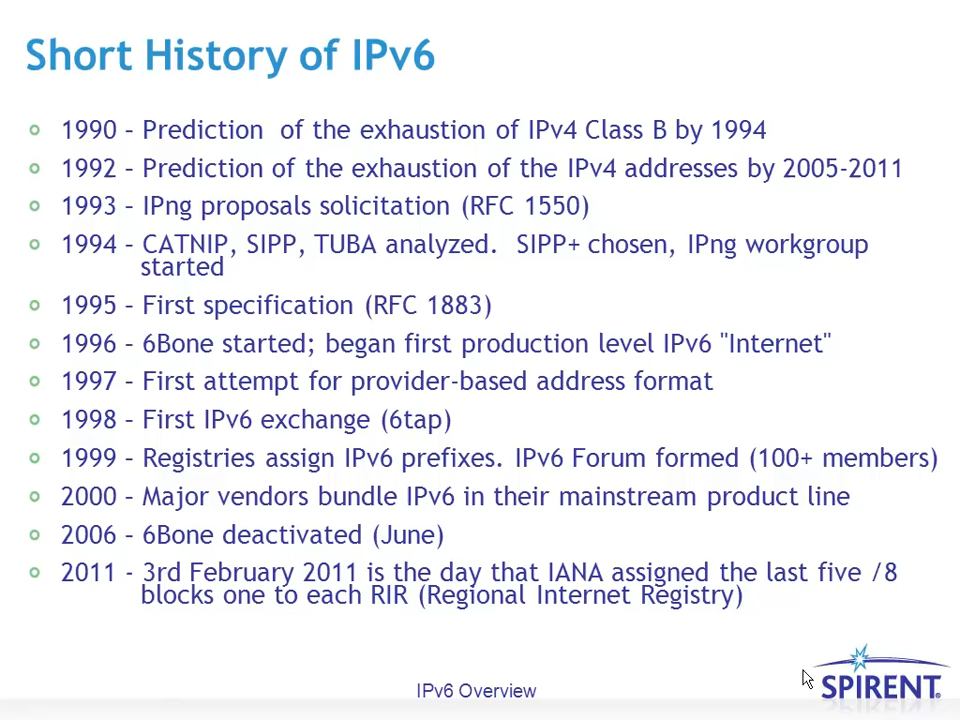 Short History of IPv6
1990 – Prediction  of the exhaustion of IPv4 Class B by 1994
1992 – Prediction of the exhaustion of the IPv4 addresses by 2005-2011
1993 – IPng proposals solicitation (RFC 1550)
1994 – CATNIP, SIPP, TUBA analyzed.  SIPP+ chosen, IPng workgroup
started
1995 – First specification (RFC 1883)
1996 – 6Bone started; began first production level IPv6 "Internet"
1997 – First attempt for provider-based address format
1998 – First IPv6 exchange (6tap)
1999 – Registries assign IPv6 prefixes. IPv6 Forum formed (100+ members)
2000 – Major vendors bundle IPv6 in their mainstream product line
2006 – 6Bone deactivated (June)
2011 - 3rd February 2011 is the day that IANA assigned the last five /8
blocks one to each RIR (Regional Internet Registry)
IPv6 Overview
SPIRENT®